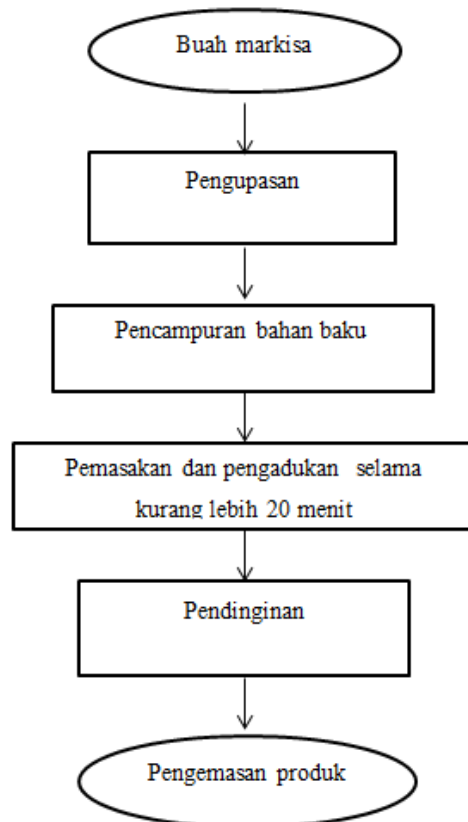 Buah markisa
Pengupasan
Pencampuran bahan baku
Pemasakan dan pengadukan selama
kurang lebih 20 menit
Pendinginan
Pengemasan produk